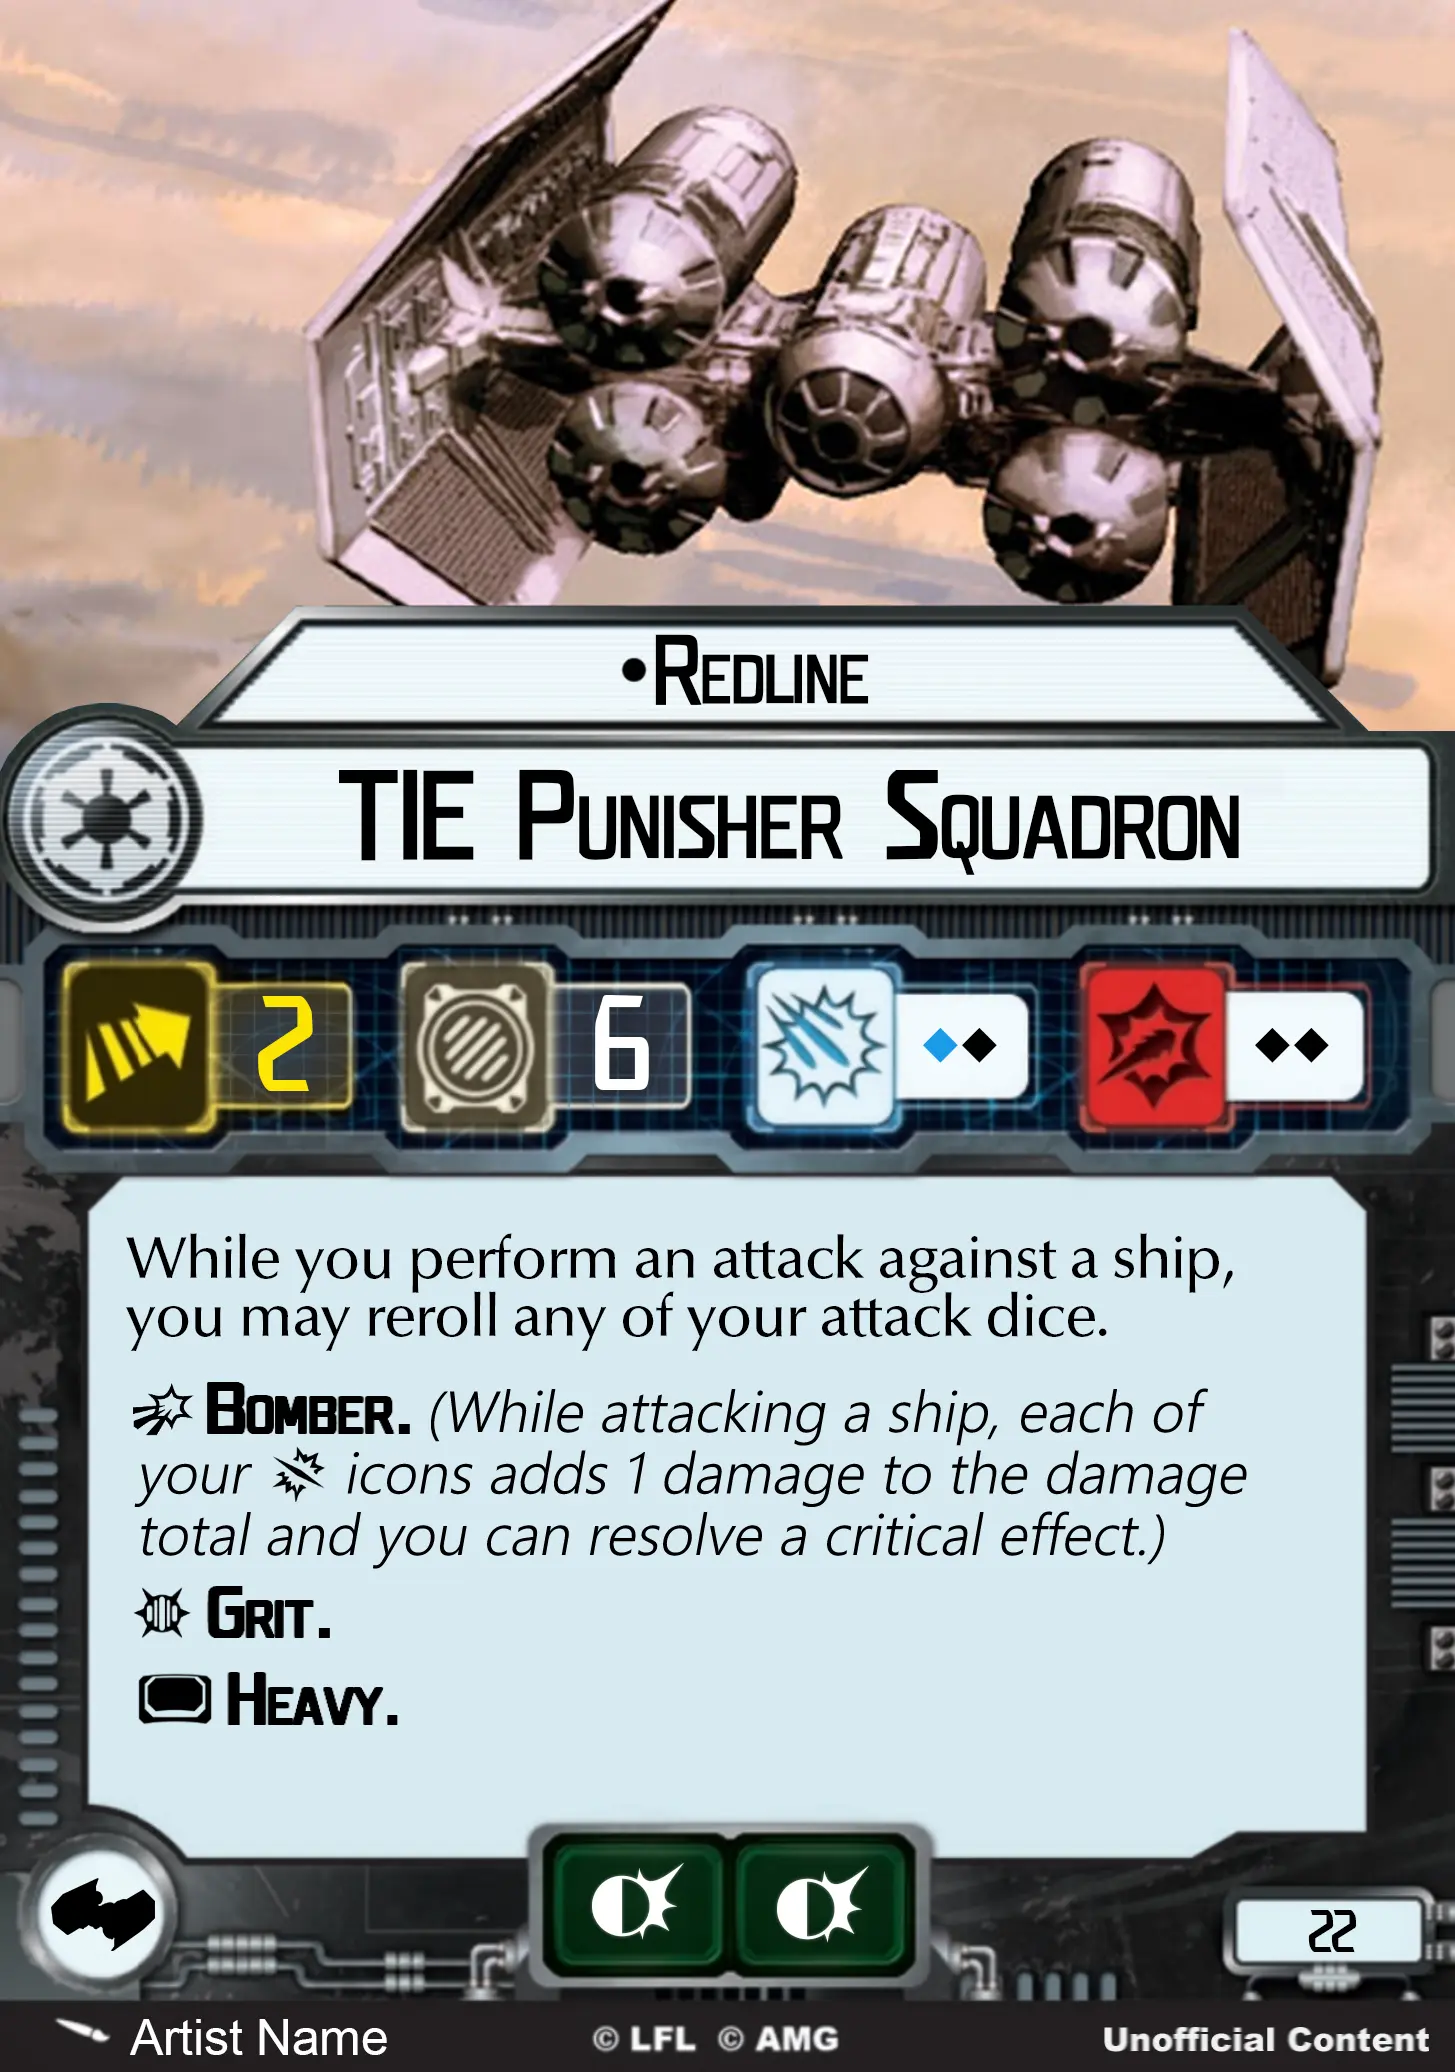 •Redline
TIE Punisher Squadron
2 6
While you perform an attack against a ship,
you may reroll any of your attack dice.
Bomber. (While attacking a ship, each of
your icons adds 1 damage to the damage
total and you can resolve a critical effect.)
Grit.
Heavy.
22
Artist Name © LFL © AMG Unofficial Content